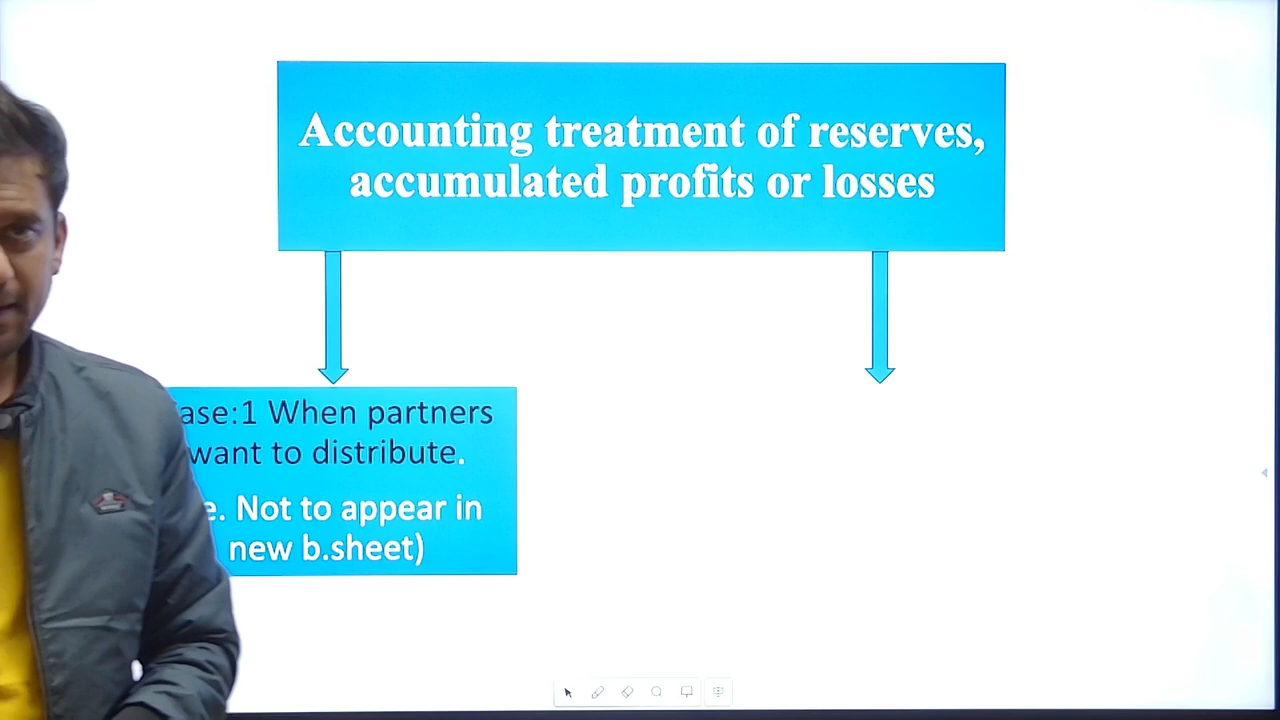 Accounting treatment of reserves,
accumulated profits or losses
ase:1 When partners
want to distribute.
e. Not to appear in
new b.sheet)